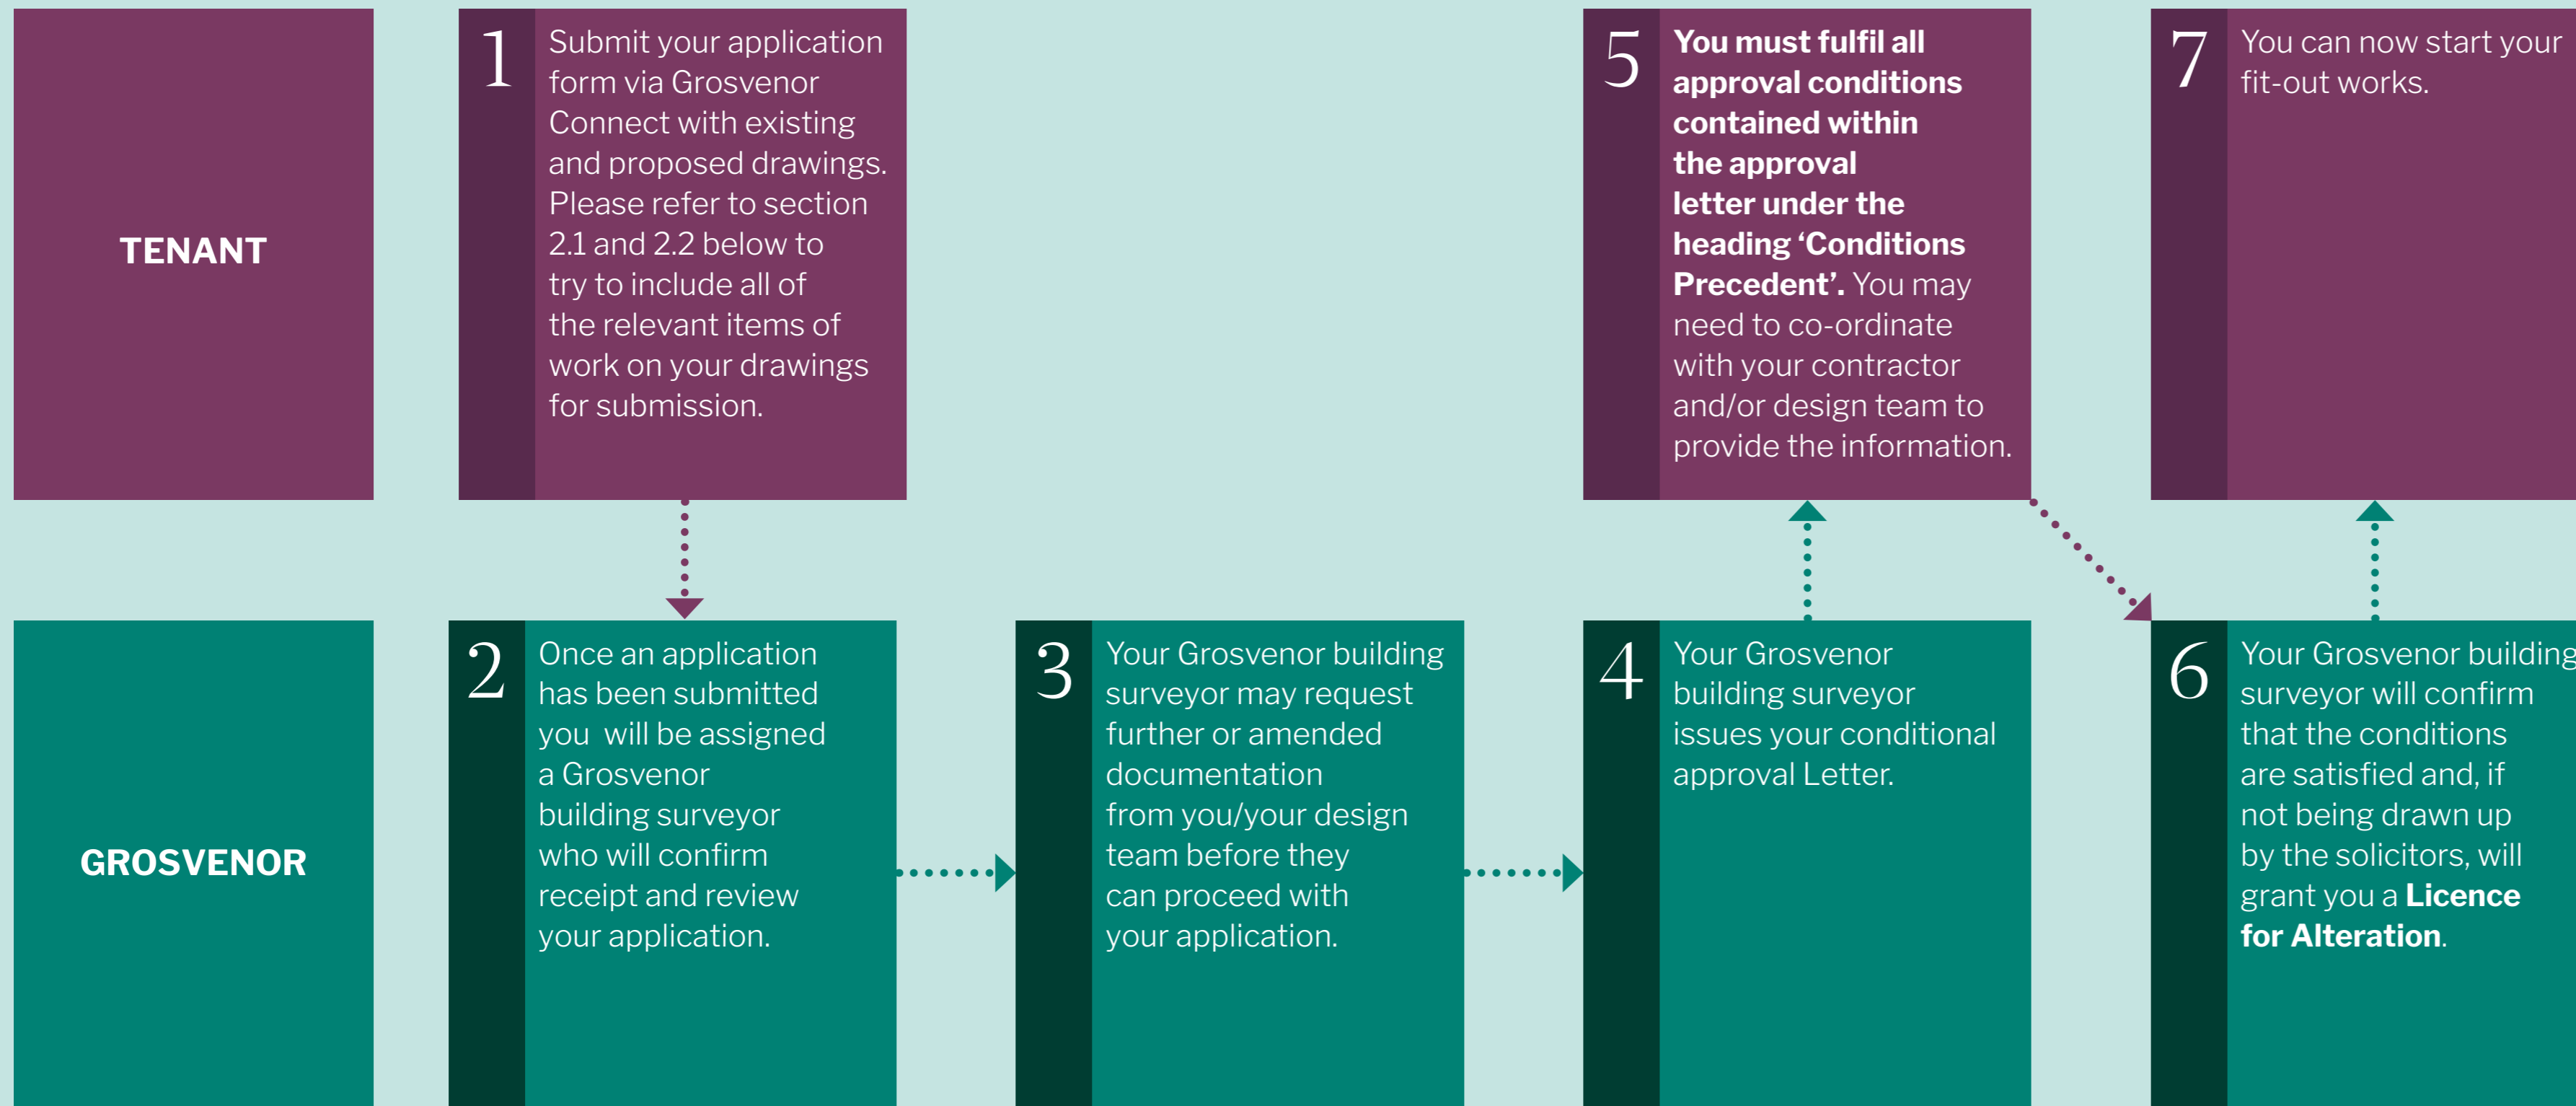 TENANT
1
Submit your application
form via Grosvenor
Connect with existing
and proposed drawings.
Please refer to section
2.1 and 2.2 below to
try to include all of
the relevant items of
work on your drawings
for submission.
5
You must fulfil all
approval conditions
contained within
the approval
letter under the
heading ‘Conditions
Precedent’. You may
need to co-ordinate
with your contractor
and/or design team to
provide the information.
7
You can now start your
fit-out works.
GROSVENOR
2
Once an application
has been submitted
you  will be assigned
a Grosvenor
building surveyor
who will confirm
receipt and review
your application.
3
Your Grosvenor building
surveyor may request
further or amended
documentation
from you/your design
team before they
can proceed with
your application.
4
Your Grosvenor
building surveyor
issues your conditional
approval Letter.
6
Your Grosvenor building
surveyor will confirm
that the conditions
are satisfied and, if
not being drawn up
by the solicitors, will
grant you a Licence
for Alteration.